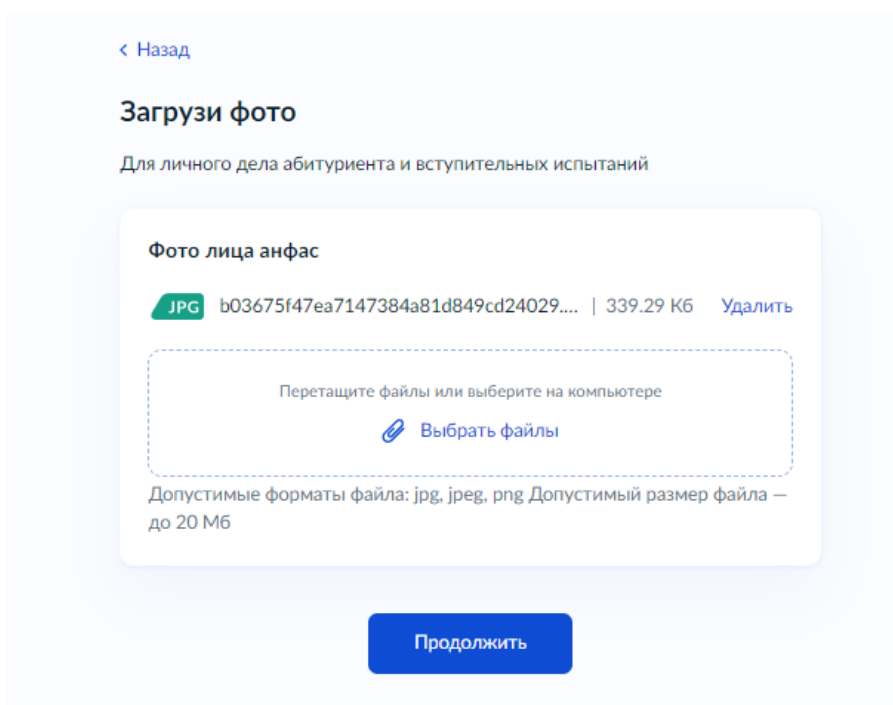 Назад
Загрузи фото
Для личного дела абитуриента и вступительных испытаний
Фото лица анфас
JPG b03675f47ea7147384a81d849cd24029.... | 339.29 Кб Удалить
Перетащите файлы или выберите на компьютере
Выбрать файлы
Допустимые форматы файла: jpg, jpeg, png Допустимый размер файла —
до 20 Мб
Продолжить